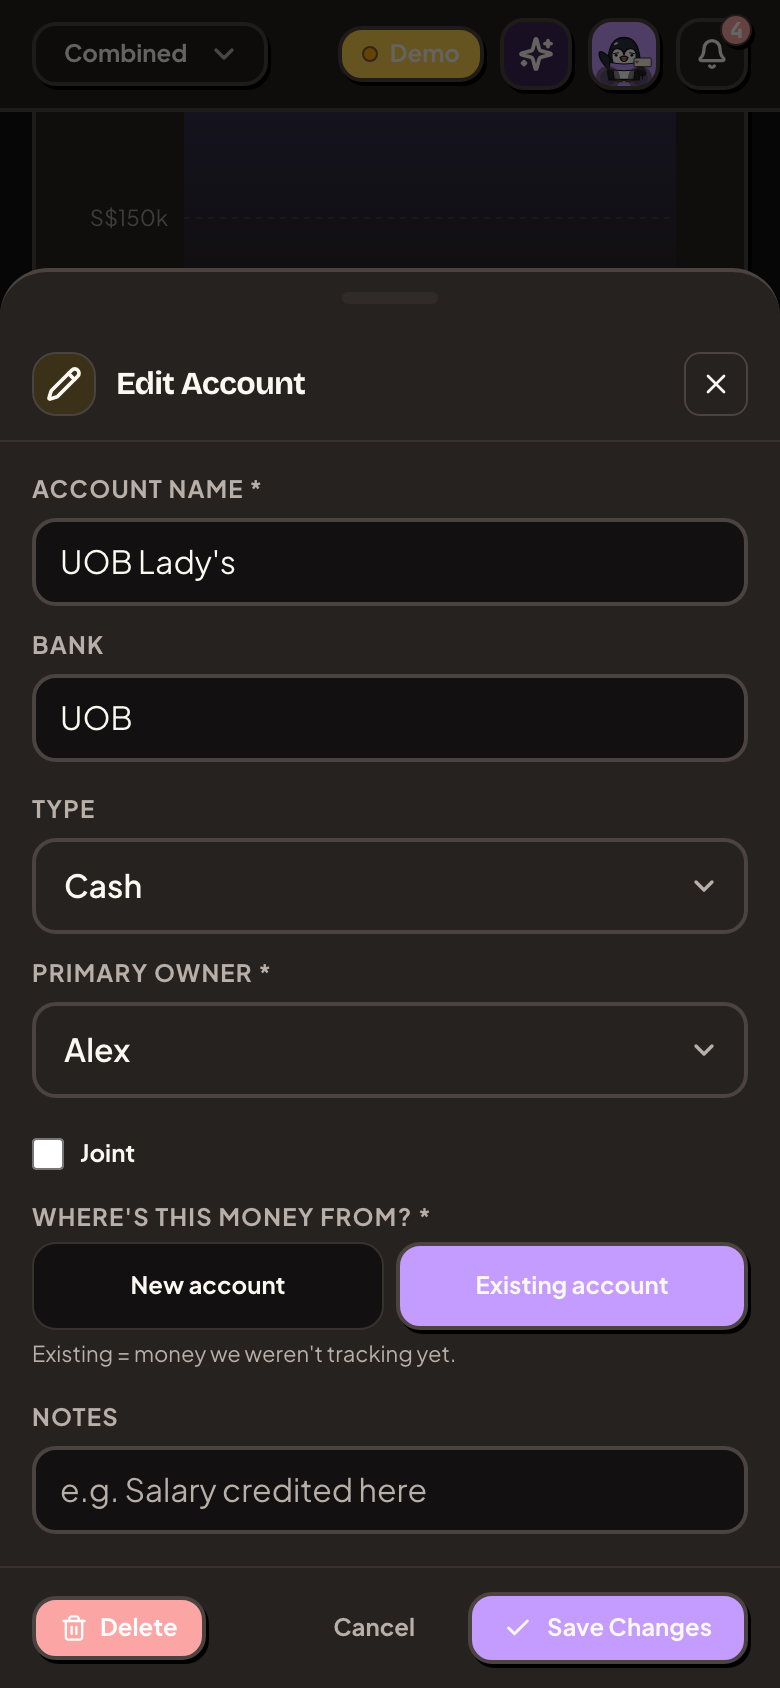 Combined
Demo
4
S$150k
Edit Account
ACCOUNT NAME *
UOB Lady's
BANK
UOB
TYPE
Cash
PRIMARY OWNER *
Alex
Joint
WHERE'S THIS MONEY FROM? *
New account
Existing account
Existing = money we weren't tracking yet.
NOTES
e.g. Salary credited here
Delete
Cancel
Save Changes